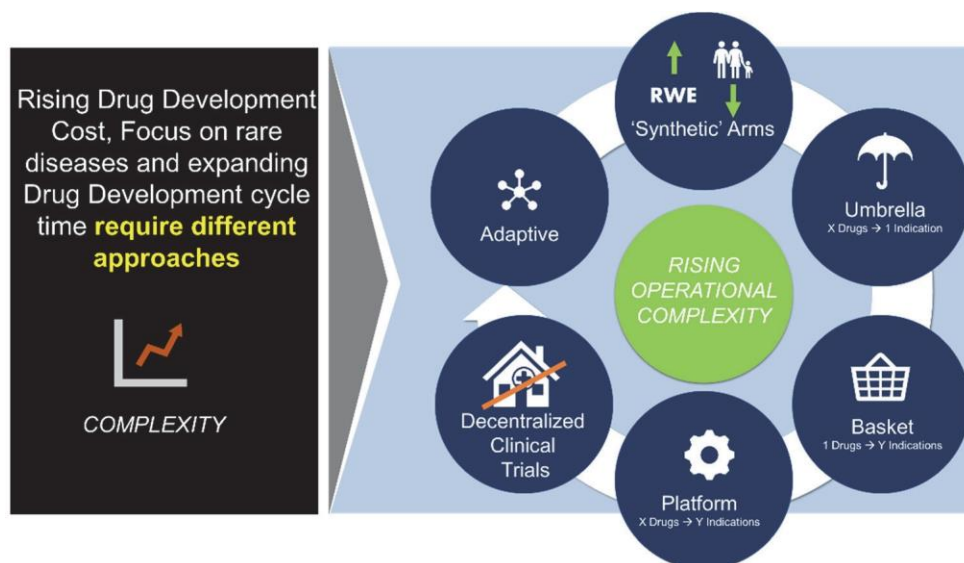 Rising Drug Development
Cost, Focus on rare
diseases and expanding
Drug Development cycle
time require different
approaches
COMPLEXITY
RWE
‘Synthetic’ Arms
Umbrella
X Drugs → 1 Indication
Basket
1 Drugs → Y Indications
Platform
X Drugs → Y Indications
Decentralized
Clinical
Trials
Adaptive
RISING
OPERATIONAL
COMPLEXITY